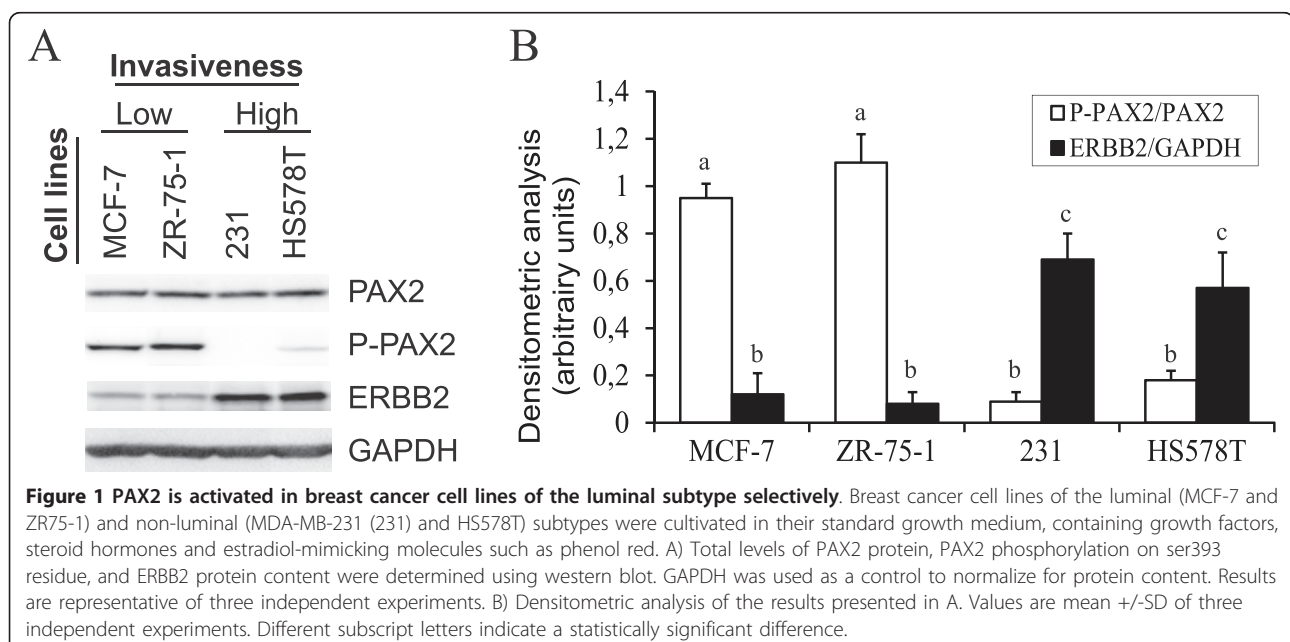 A
Invasiveness
Low High
Cell lines
MCF-7
ZR-75-1
231
HS578T
PAX2
P-PAX2
ERBB2
GAPDH
B
Densitometric analysis
(arbitrairy units)
1,4
1,2
1
0,8
0,6
0,4
0,2
0
P-PAX2/PAX2
ERBB2/GAPDH
a
b
a
b
b
c
b
c
MCF-7 ZR-75-1 231 HS578T
Figure 1 PAX2 is activated in breast cancer cell lines of the luminal subtype selectively. Breast cancer cell lines of the luminal (MCF-7 and
ZR75-1) and non-luminal (MDA-MB-231 (231) and HS578T) subtypes were cultivated in their standard growth medium, containing growth factors,
steroid hormones and estradiol-mimicking molecules such as phenol red. A) Total levels of PAX2 protein, PAX2 phosphorylation on ser393
residue, and ERBB2 protein content were determined using western blot. GAPDH was used as a control to normalize for protein content. Results
are representative of three independent experiments. B) Densitometric analysis of the results presented in A. Values are mean +/-SD of three
independent experiments. Different subscript letters indicate a statistically significant difference.